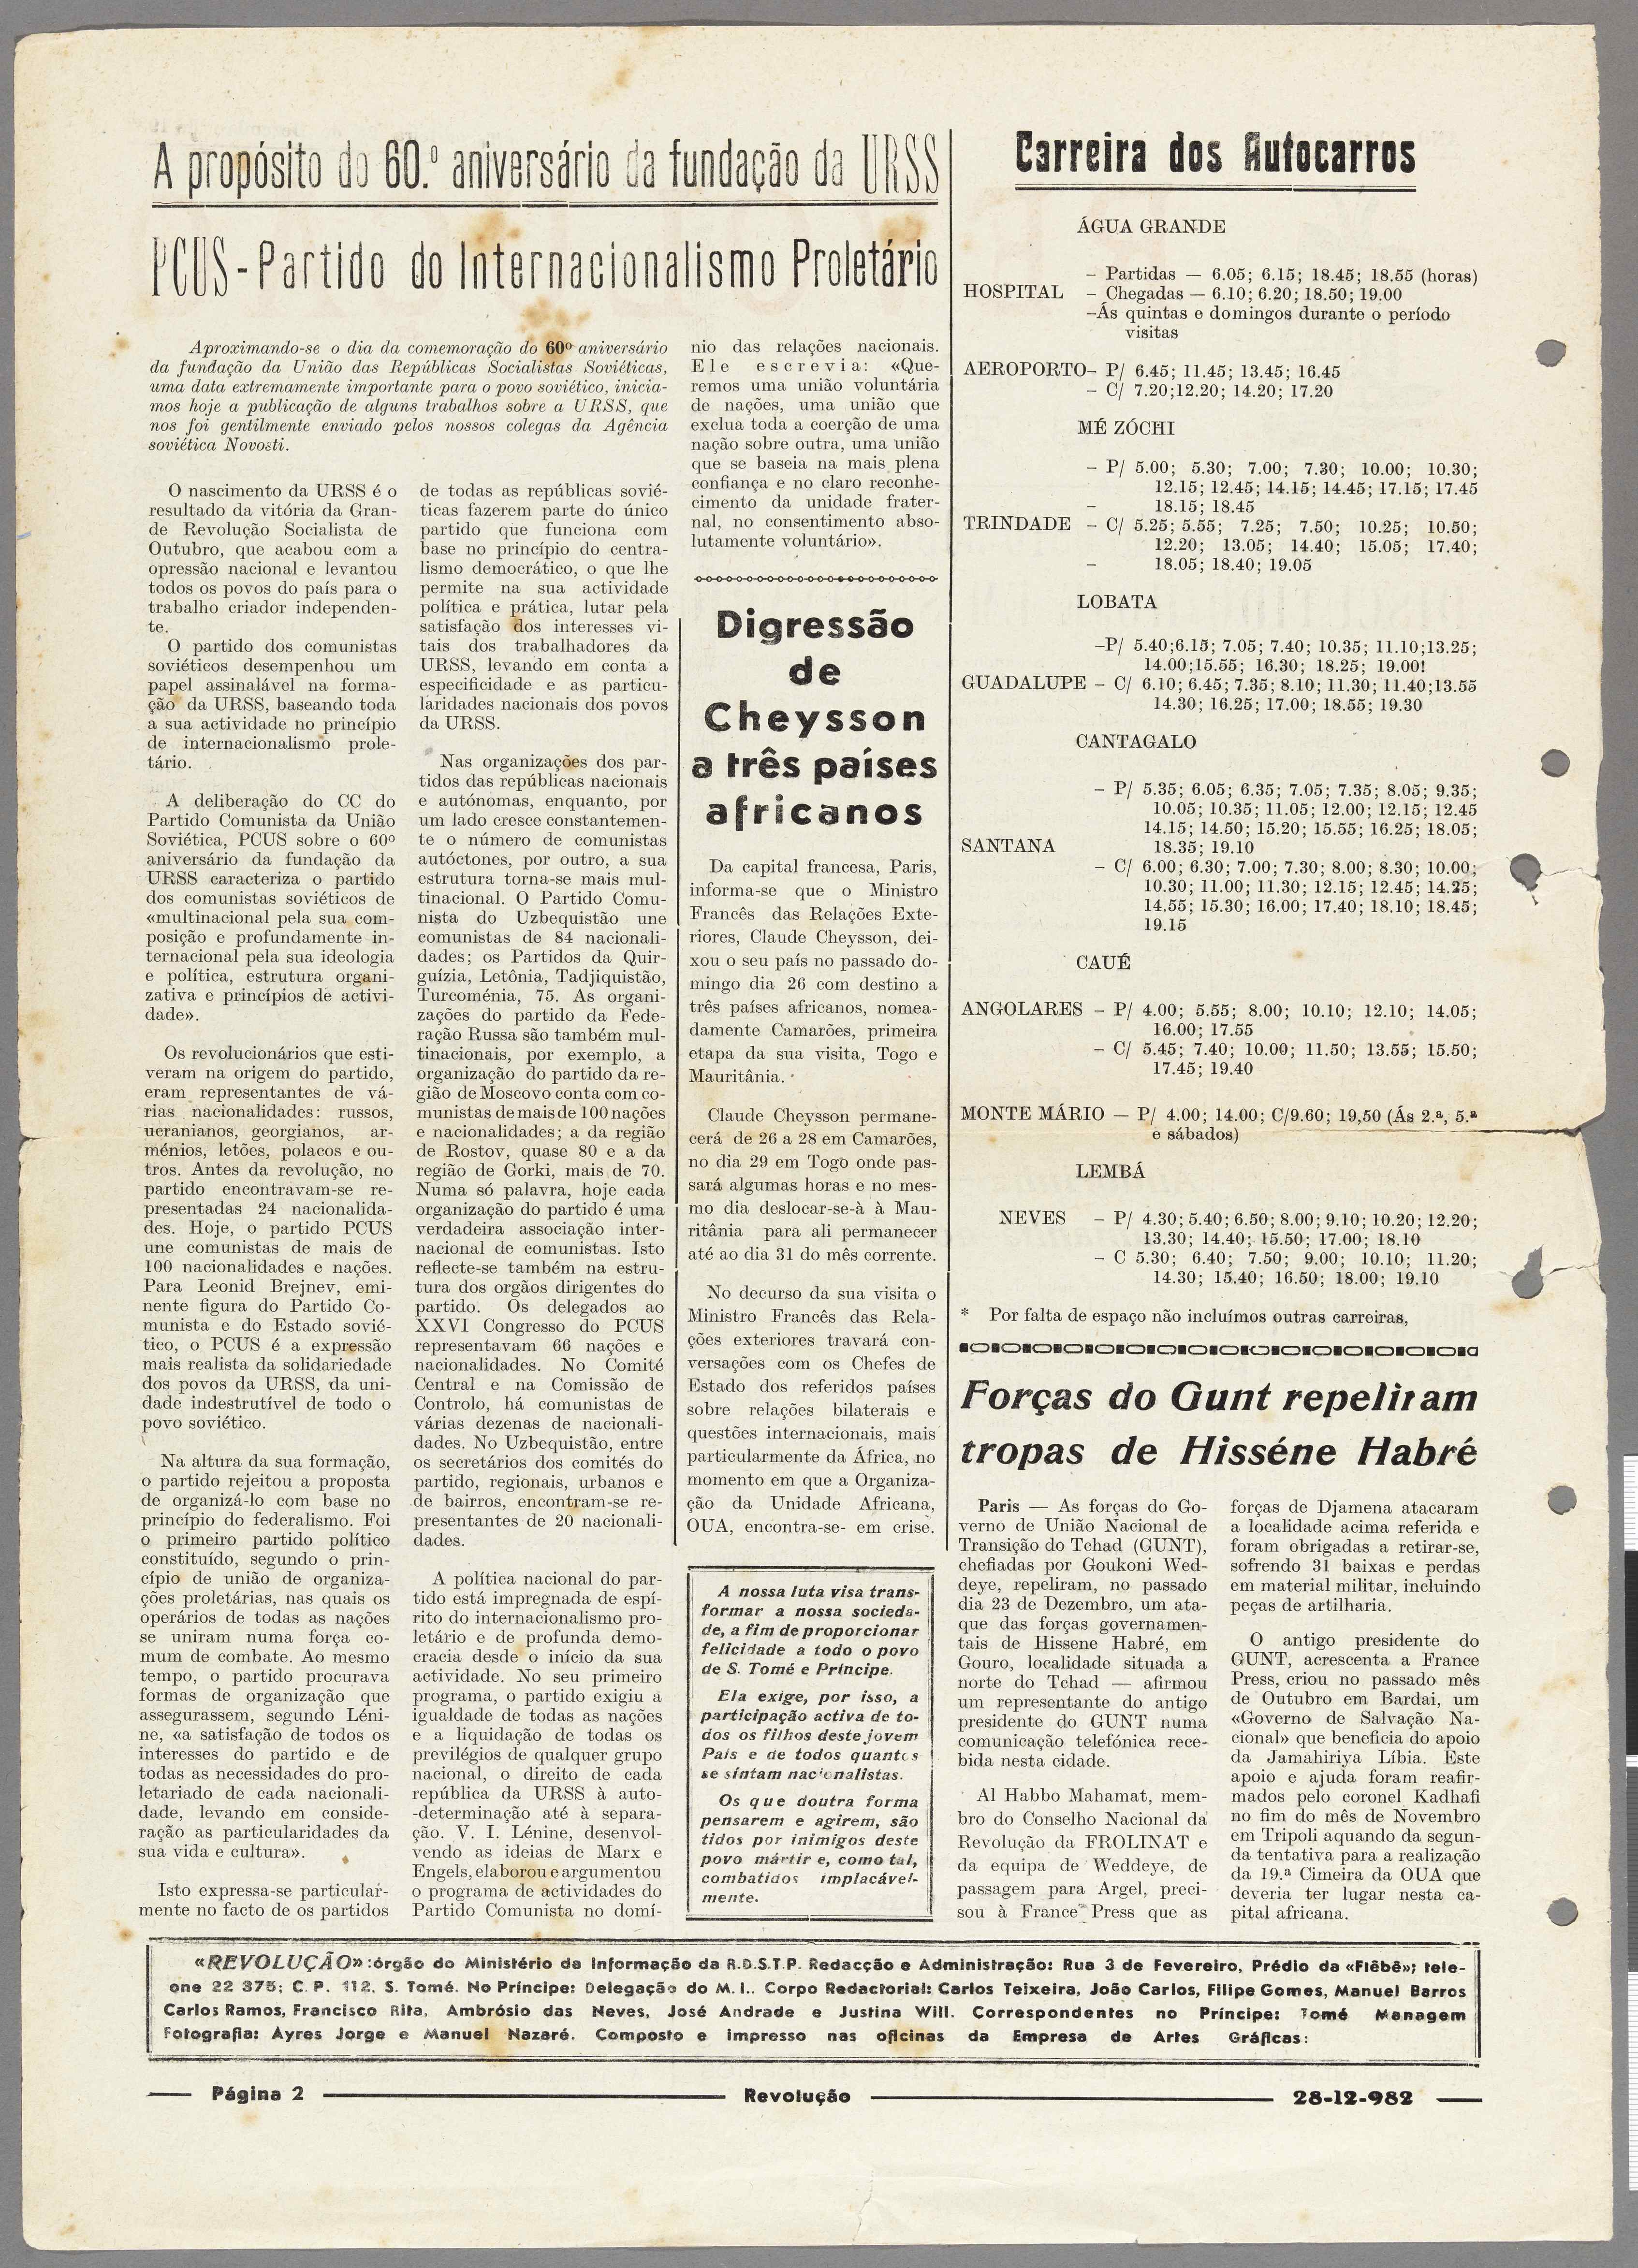 A propósito do 60.º aniversário da fundação da URSS
PCUS - Partido do Internacionalismo Proletário
Aproximando-se o dia da comemoração do 60º aniversário
da fundação da União das Repúblicas Socialistas Soviéticas,
uma data extremamente importante para o povo soviético, inicia-
mos hoje a publicação de alguns trabalhos sobre a URSS, que
nos foi gentilmente enviado pelos nossos colegas da Agência
soviética Novosti.
O nascimento da URSS é o
resultado da vitória da Gran-
de Revolução Socialista de
Outubro, que acabou com a
opressão nacional e levantou
todos os povos do país para o
trabalho criador independen-
te.
O partido dos comunistas
soviéticos desempenhou um
papel assinalável na forma-
ção da URSS, baseando toda
a sua actividade no princípio
de internacionalismo prole-
tário.
A deliberação do CC do
Partido Comunista da União
Soviética, PCUS sobre o 60º
aniversário da fundação da
URSS caracteriza o partido
dos comunistas soviéticos de
«multinacional pela sua com-
posição e profundamente in-
ternacional pela sua ideologia
e política, estrutura organi-
zativa e princípios de activi-
dade».
Os revolucionários que esti-
veram na origem do partido,
eram representantes de vá-
rias nacionalidades: russos,
ucranianos, georgianos, ar-
ménios, letões, polacos e ou-
tros. Antes da revolução, no
partido encontravam-se re-
presentadas 24 nacionalida-
des. Hoje, o partido PCUS
une comunistas de mais de
100 nacionalidades e nações.
Para Leonid Brejnev, emi-
nente figura do Partido Co-
munista e do Estado sovié-
tico, o PCUS é a expressão
mais realista da solidariedade
dos povos da URSS, da uni-
dade indestrutível de todo o
povo soviético.
Na altura da sua formação,
o partido rejeitou a proposta
de organizá-lo com base no
princípio do federalismo. Foi
o primeiro partido político
constituído, segundo o prin-
cípio de união de organiza-
ções proletárias, nas quais os
operários de todas as nações
se uniram numa força co-
mum de combate. Ao mesmo
tempo, o partido procurava
formas de organização que
assegurassem, segundo Léni-
ne, «a satisfação de todos os
interesses do partido e de
todas as necessidades do pro-
letariado de cada nacionali-
dade, levando em conside-
ração as particularidades da
sua vida e cultura».
Isto expressa-se particular-
mente no facto de os partidos
de todas as repúblicas sovié-
ticas fazerem parte do único
partido que funciona com
base no princípio do centra-
lismo democrático, o que lhe
permite na sua actividade
política e prática, lutar pela
satisfação dos interesses vi-
tais dos trabalhadores da
URSS, levando em conta a
especificidade e as particu-
laridades nacionais dos povos
da URSS.
Nas organizações dos par-
tidos das repúblicas nacionais
e autónomas, enquanto, por
um lado cresce constantemen-
te o número de comunistas
autóctones, por outro, a sua
estrutura torna-se mais mul-
tinacional. O Partido Comu-
nista do Uzbequistão une
comunistas de 84 nacionali-
dades; os Partidos da Quir-
guízia, Letônia, Tadjiquistão,
Turcoménia, 75. As organi-
zações do partido da Fede-
ração Russa são também mul-
tinacionais, por exemplo, a
organização do partido da re-
gião de Moscovo conta com co-
munistas de mais de 100 nações
e nacionalidades; a da região
de Rostov, quase 80 e a da
região de Gorki, mais de 70.
Numa só palavra, hoje cada
organização do partido é uma
verdadeira associação inter-
nacional de comunistas. Isto
reflecte-se também na estru-
tura dos orgãos dirigentes do
partido. Os delegados ao
XXVI Congresso do PCUS
representavam 66 nações e
nacionalidades. No Comité
Central e na Comissão de
Controlo, há comunistas de
várias dezenas de nacionali-
dades. No Uzbequistão, entre
os secretários dos comités do
partido, regionais, urbanos e
de bairros, encontram-se re-
presentantes de 20 nacionali-
dades.
A política nacional do par-
tido está impregnada de espí-
rito do internacionalismo pro-
letário e de profunda demo-
cracia desde o início da sua
actividade. No seu primeiro
programa, o partido exigiu a
igualdade de todas as nações
e a liquidação de todas os
previlégios de qualquer grupo
nacional, o direito de cada
república da URSS à auto-
-determinação até à separa-
ção. V. I. Lénine, desenvol-
vendo as ideias de Marx e
Engels, elaborou e argumentou
o programa de actividades do
Partido Comunista no domí-
nio das relações nacionais.
Ele escrevia: «Que-
remos uma união voluntária
de nações, uma união que
exclua toda a coerção de uma
nação sobre outra, uma união
que se baseia na mais plena
confiança e no claro reconhe-
cimento da unidade frater-
nal, no consentimento abso-
lutamente voluntário».
Digressão
de
Cheysson
a três países
africanos
Da capital francesa, Paris,
informa-se que o Ministro
Francês das Relações Exte-
riores, Claude Cheysson, dei-
xou o seu país no passado do-
mingo dia 26 com destino a
três países africanos, nomea-
damente Camarões, primeira
etapa da sua visita, Togo e
Mauritânia.
Claude Cheysson permane-
cerá de 26 a 28 em Camarões,
no dia 29 em Togo onde pas-
sará algumas horas e no mes-
mo dia deslocar-se-à à Mau-
ritânia para ali permanecer
até ao dia 31 do mês corrente.
No decurso da sua visita o
Ministro Francês das Rela-
ções exteriores travará con-
versações com os Chefes de
Estado dos referidos países
sobre relações bilaterais e
questões internacionais, mais
particularmente da África, no
momento em que a Organiza-
ção da Unidade Africana,
OUA, encontra-se- em crise.
A nossa luta visa trans-
formar a nossa socieda-
de, a fim de proporcionar
felicidade a todo o povo
de S. Tomé e Príncipe.
Ela exige, por isso, a
participação activa de to-
dos os filhos deste jovem
País e de todos quantos
se sintam nacionalistas.
Os que doutra forma
pensarem e agirem, são
tidos por inimigos deste
povo mártir e, como tal,
combatidos implacável-
mente.
Carreira dos Autocarros
ÁGUA GRANDE
- Partidas — 6.05; 6.15; 18.45; 18.55 (horas)
HOSPITAL - Chegadas — 6.10; 6.20; 18.50; 19.00
-Ás quintas e domingos durante o período
visitas
AEROPORTO- P/ 6.45; 11.45; 13.45; 16.45
- C/ 7.20;12.20; 14.20; 17.20
MÉ ZÓCHI
- P/ 5.00; 5.30; 7.00; 7.30; 10.00; 10.30;
12.15; 12.45; 14.15; 14.45; 17.15; 17.45
- 18.15; 18.45
TRINDADE - C/ 5.25; 5.55; 7.25; 7.50; 10.25; 10.50;
12.20; 13.05; 14.40; 15.05; 17.40;
- 18.05; 18.40; 19.05
LOBATA
-P/ 5.40;6.15; 7.05; 7.40; 10.35; 11.10;13.25;
14.00;15.55; 16.30; 18.25; 19.00!
GUADALUPE - C/ 6.10; 6.45; 7.35; 8.10; 11.30; 11.40;13.55
14.30; 16.25; 17.00; 18.55; 19.30
CANTAGALO
- P/ 5.35; 6.05; 6.35; 7.05; 7.35; 8.05; 9.35;
10.05; 10.35; 11.05; 12.00; 12.15; 12.45
14.15; 14.50; 15.20; 15.55; 16.25; 18.05;
SANTANA 18.35; 19.10
- C/ 6.00; 6.30; 7.00; 7.30; 8.00; 8.30; 10.00;
10.30; 11.00; 11.30; 12.15; 12.45; 14.25;
14.55; 15.30; 16.00; 17.40; 18.10; 18.45;
19.15
CAUÉ
ANGOLARES - P/ 4.00; 5.55; 8.00; 10.10; 12.10; 14.05;
16.00; 17.55
- C/ 5.45; 7.40; 10.00; 11.50; 13.55; 15.50;
17.45; 19.40
MONTE MÁRIO — P/ 4.00; 14.00; C/9.60; 19,50 (Ás 2.ª, 5.ª
e sábados)
LEMBÁ
NEVES - P/ 4.30; 5.40; 6.50; 8.00; 9.10; 10.20; 12.20;
13.30; 14.40; 15.50; 17.00; 18.10
- C 5.30; 6.40; 7.50; 9.00; 10.10; 11.20;
14.30; 15.40; 16.50; 18.00; 19.10
* Por falta de espaço não incluímos outras carreiras,
Forças do Gunt repeliram
tropas de Hisséne Habré
Paris — As forças do Go-
verno de União Nacional de
Transição do Tchad (GUNT),
chefiadas por Goukoni Wed-
deye, repeliram, no passado
dia 23 de Dezembro, um ata-
que das forças governamen-
tais de Hissene Habré, em
Gouro, localidade situada a
norte do Tchad — afirmou
um representante do antigo
presidente do GUNT numa
comunicação telefónica rece-
bida nesta cidade.
Al Habbo Mahamat, mem-
bro do Conselho Nacional da
Revolução da FROLINAT e
da equipa de Weddeye, de
passagem para Argel, preci-
sou à France Press que as
forças de Djamena atacaram
a localidade acima referida e
foram obrigadas a retirar-se,
sofrendo 31 baixas e perdas
em material militar, incluindo
peças de artilharia.
O antigo presidente do
GUNT, acrescenta a France
Press, criou no passado mês
de Outubro em Bardai, um
«Governo de Salvação Na-
cional» que beneficia do apoio
da Jamahiriya Líbia. Este
apoio e ajuda foram reafir-
mados pelo coronel Kadhafi
no fim do mês de Novembro
em Tripoli aquando da segun-
da tentativa para a realização
da 19.ª Cimeira da OUA que
deveria ter lugar nesta ca-
pital africana.
«REVOLUÇÃO»:órgão do Ministério da Informação da R.D.S.T.P. Redacção e Administração: Rua 3 de Fevereiro, Prédio da «Flêbê»; tele-
one 22 375; C. P. 112, S. Tomé. No Príncipe: Delegação do M. I.. Corpo Redactorial: Carlos Teixeira, João Carlos, Filipe Gomes, Manuel Barros
Carlos Ramos, Francisco Rita, Ambrósio das Neves, José Andrade e Justina Will. Correspondentes no Príncipe: Tomé Managem
Fotografia: Ayres Jorge e Manuel Nazaré. Composto e impresso nas oficinas da Empresa de Artes Gráficas:
Página 2 Revolução 28-12-982